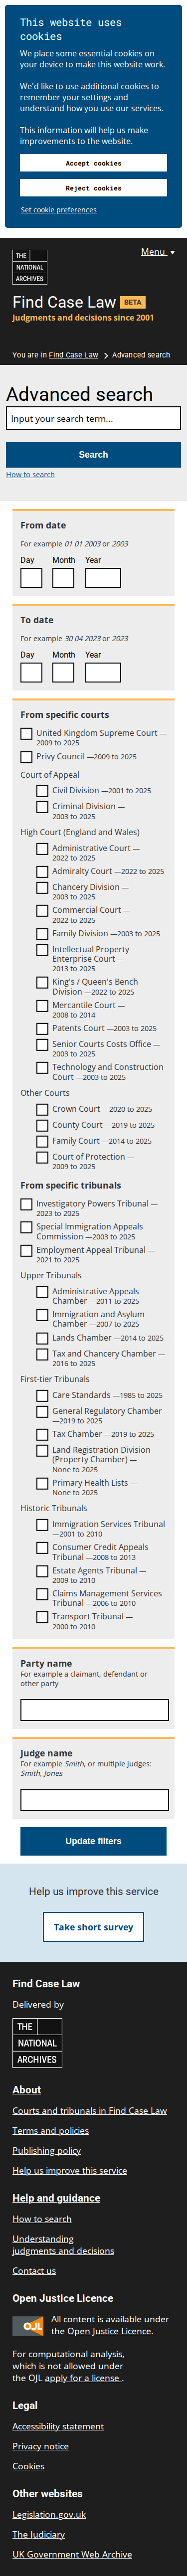 This website uses
cookies
We place some essential cookies on
your device to make this website work.
We'd like to use additional cookies to
remember your settings and
understand how you use our services.
This information will help us make
improvements to the website.
Accept cookies
Reject cookies
Set cookie preferences
THE
NATIONAL
ARCHIVES
Menu
Find Case Law BETA
Judgments and decisions since 2001
You are in Find Case Law > Advanced search
Advanced search
Input your search term...
Search
How to search
From date
For example 01 01 2003 or 2003
Day Month Year
To date
For example 30 04 2023 or 2023
Day Month Year
From specific courts
United Kingdom Supreme Court —
2009 to 2025
Privy Council —2009 to 2025
Court of Appeal
Civil Division —2001 to 2025
Criminal Division —
2003 to 2025
High Court (England and Wales)
Administrative Court —
2022 to 2025
Admiralty Court —2022 to 2025
Chancery Division —
2003 to 2025
Commercial Court —
2022 to 2025
Family Division —2003 to 2025
Intellectual Property
Enterprise Court —
2013 to 2025
King's / Queen's Bench
Division —2022 to 2025
Mercantile Court —
2008 to 2014
Patents Court —2003 to 2025
Senior Courts Costs Office —
2003 to 2025
Technology and Construction
Court —2003 to 2025
Other Courts
Crown Court —2020 to 2025
County Court —2019 to 2025
Family Court —2014 to 2025
Court of Protection —
2009 to 2025
From specific tribunals
Investigatory Powers Tribunal —
2023 to 2025
Special Immigration Appeals
Commission —2003 to 2025
Employment Appeal Tribunal —
2021 to 2025
Upper Tribunals
Administrative Appeals
Chamber —2011 to 2025
Immigration and Asylum
Chamber —2007 to 2025
Lands Chamber —2014 to 2025
Tax and Chancery Chamber —
2016 to 2025
First-tier Tribunals
Care Standards —1985 to 2025
General Regulatory Chamber
—2019 to 2025
Tax Chamber —2019 to 2025
Land Registration Division
(Property Chamber) —
None to 2025
Primary Health Lists —
None to 2025
Historic Tribunals
Immigration Services Tribunal
—2001 to 2010
Consumer Credit Appeals
Tribunal —2008 to 2013
Estate Agents Tribunal —
2009 to 2010
Claims Management Services
Tribunal —2006 to 2010
Transport Tribunal —
2000 to 2010
Party name
For example a claimant, defendant or
other party
Judge name
For example Smith, or multiple judges:
Smith, Jones
Update filters
Help us improve this service
Take short survey
Find Case Law
Delivered by
THE
NATIONAL
ARCHIVES
About
Courts and tribunals in Find Case Law
Terms and policies
Publishing policy
Help us improve this service
Help and guidance
How to search
Understanding
judgments and decisions
Contact us
Open Justice Licence
OJL
All content is available under
the Open Justice Licence.
For computational analysis,
which is not allowed under
the OJL apply for a license .
Legal
Accessibility statement
Privacy notice
Cookies
Other websites
Legislation.gov.uk
The Judiciary
UK Government Web Archive